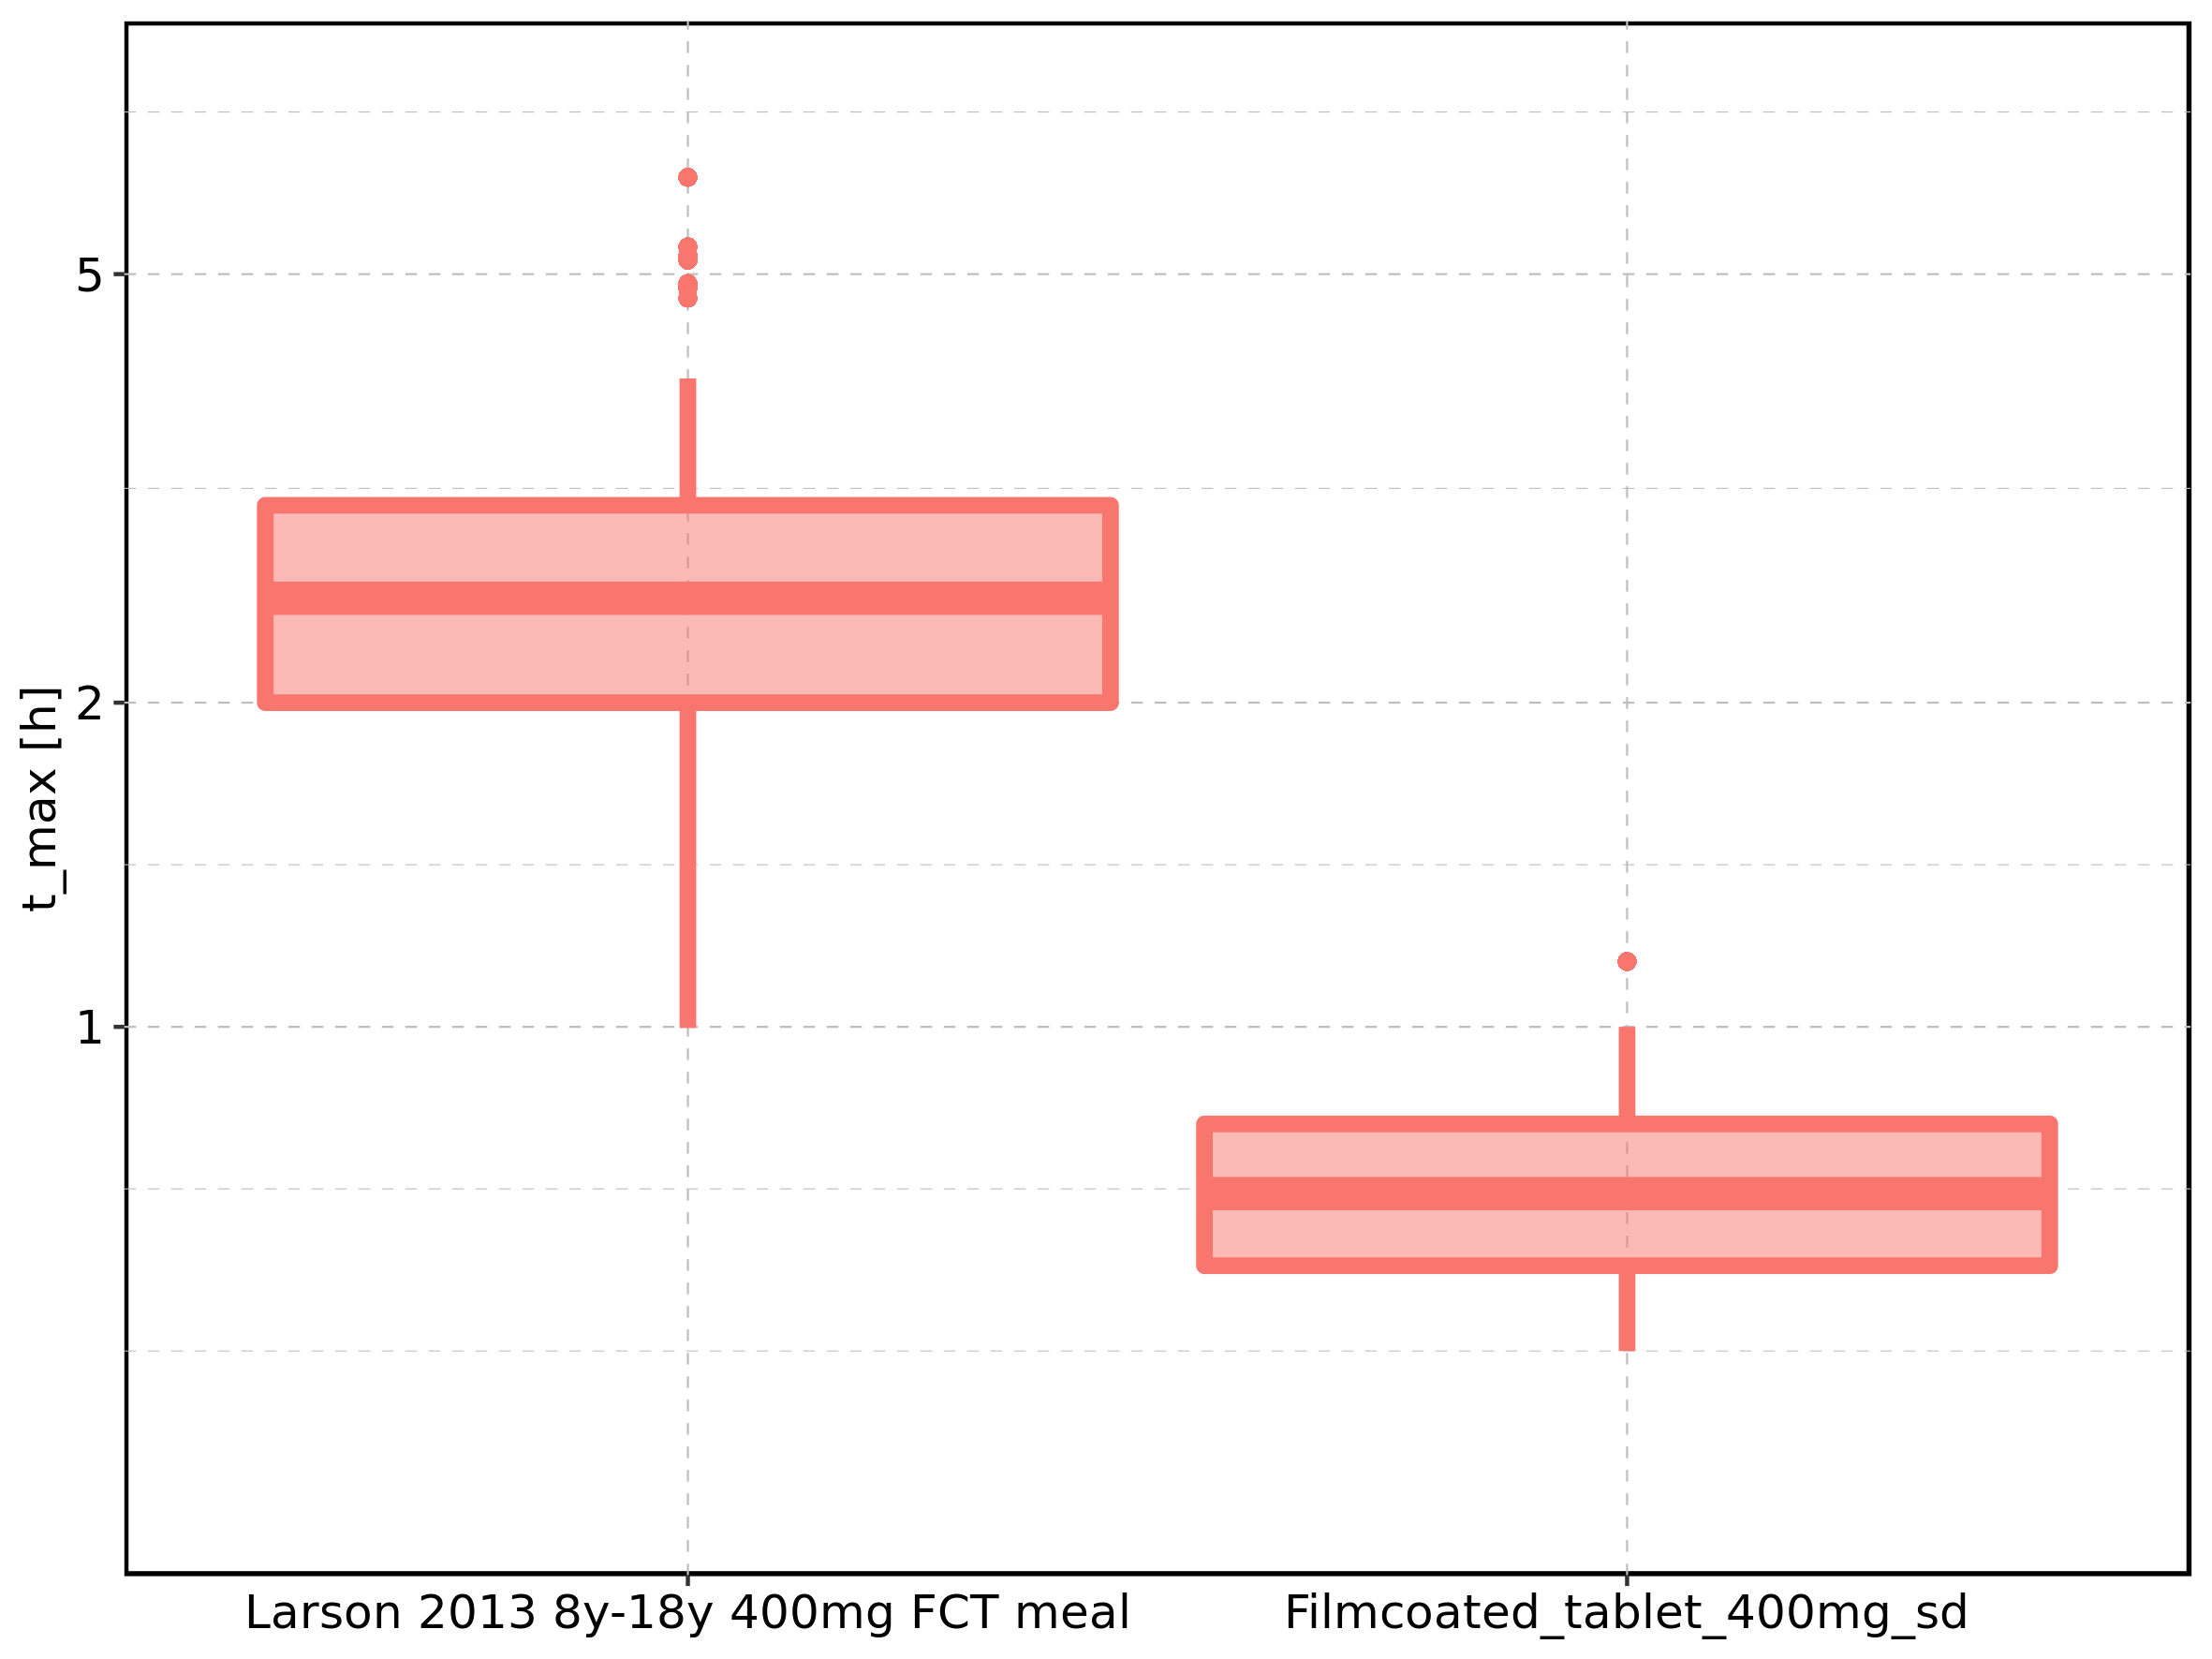 t_max [h]
5
2
1
Larson 2013 8y-18y 400mg FCT meal
Filmcoated_tablet_400mg_sd